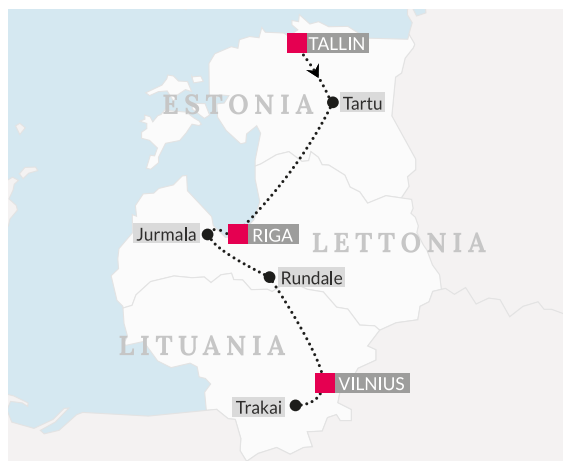 TALLIN
Tartu
ESTONIA
Jurmala
RIGA
LETTONIA
Rundale
LITUANIA
VILNIUS
Trakai